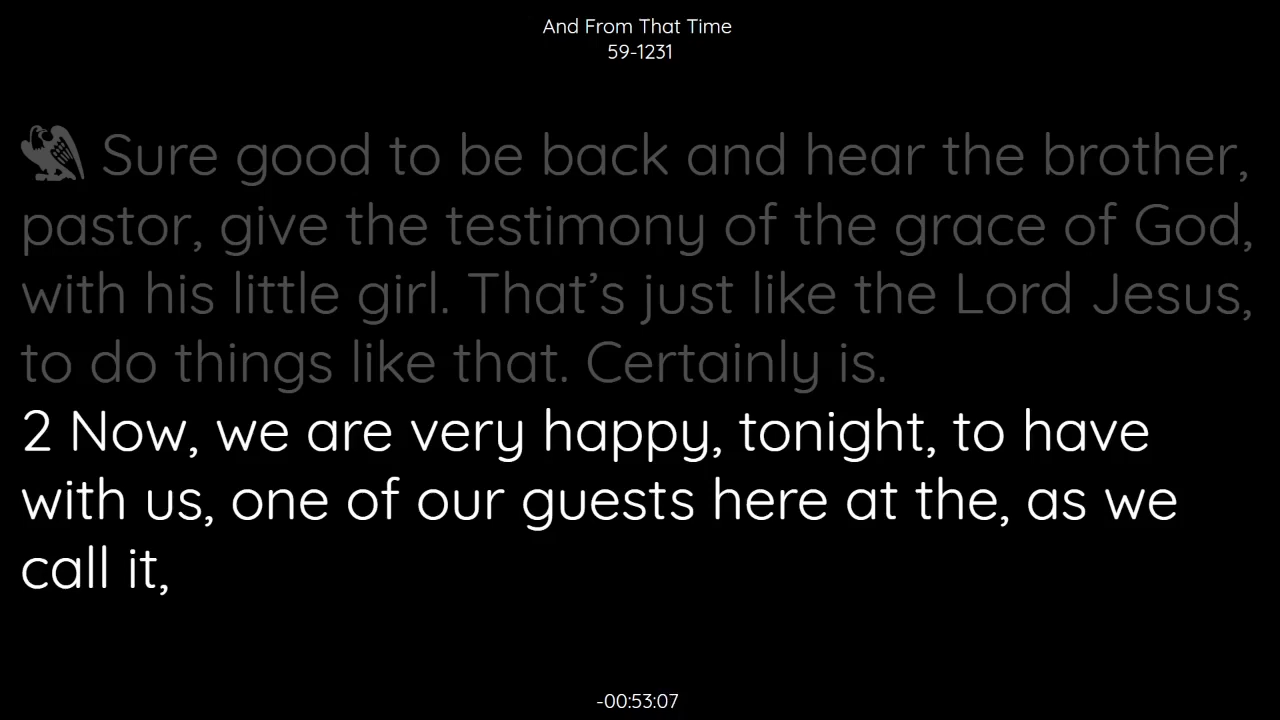 And From That Time
59-1231
Sure good to be back and hear the brother,
pastor, give the testimony of the grace of God,
with his little girl. That’s just like the Lord Jesus,
to do things like that. Certainly is.
2 Now, we are very happy, tonight, to have
with us, one of our guests here at the, as we
call it,
-00:53:07